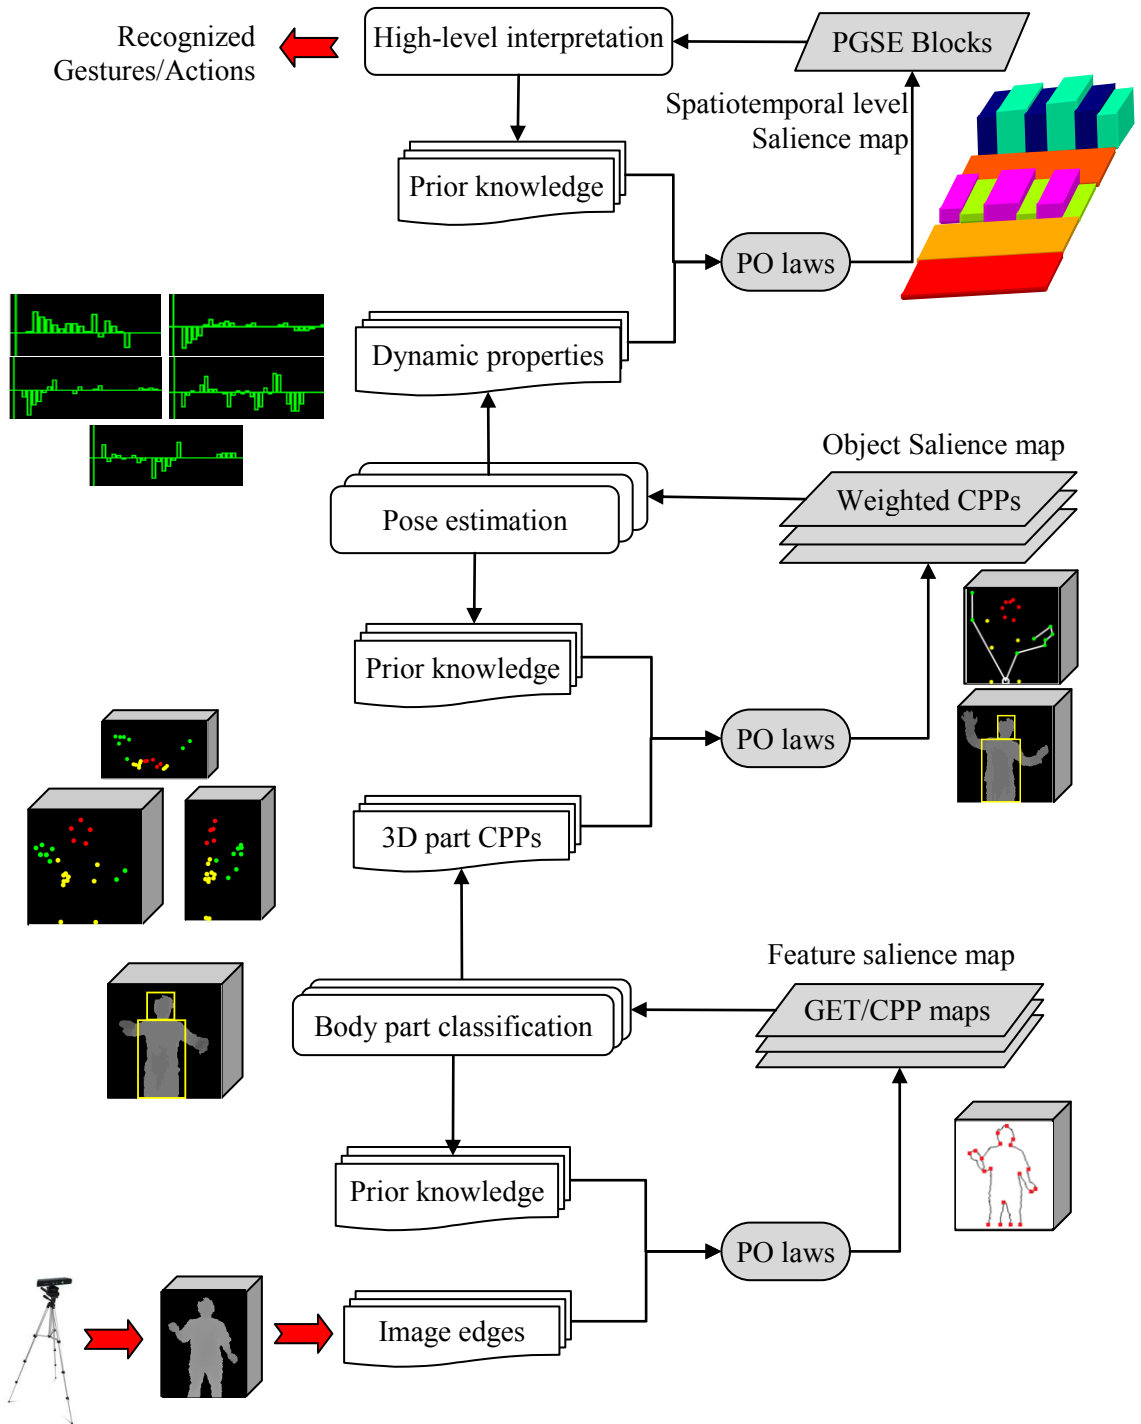 Recognized
Gestures/Actions
High-level interpretation
PGSE Blocks
Spatiotemporal level
Salience map
Prior knowledge
PO laws
Dynamic properties
Object Salience map
Weighted CPPs
Pose estimation
Prior knowledge
PO laws
3D part CPPs
Feature salience map
GET/CPP maps
Body part classification
Prior knowledge
PO laws
Image edges